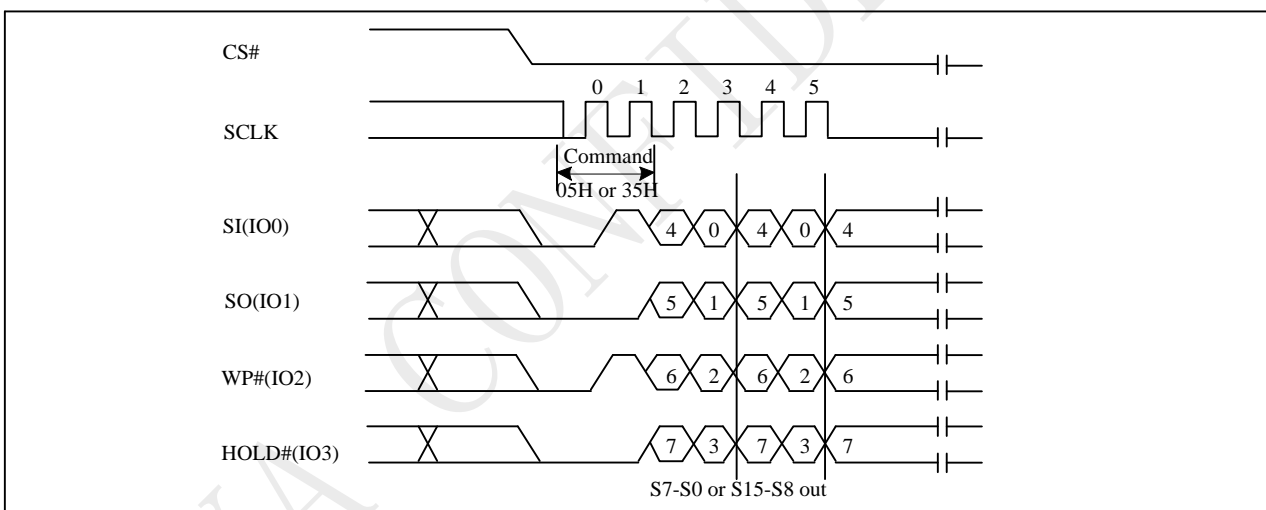 CS#
0 1 2 3 4 5
SCLK
Command
05H or 35H
SI(IO0) 4 0 4 0 4
SO(IO1) 5 1 5 1 5
WP#(IO2) 6 2 6 2 6
HOLD#(IO3) 7 3 7 3 7
S7-S0 or S15-S8 out